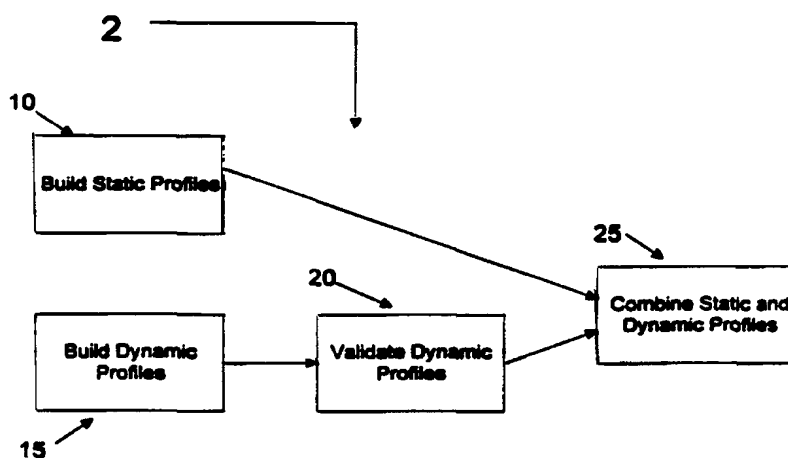 2
10
Build Static Profiles
25
Combine Static and
Dynamic Profiles
20
Build Dynamic
Profiles
Validate Dynamic
Profiles
15